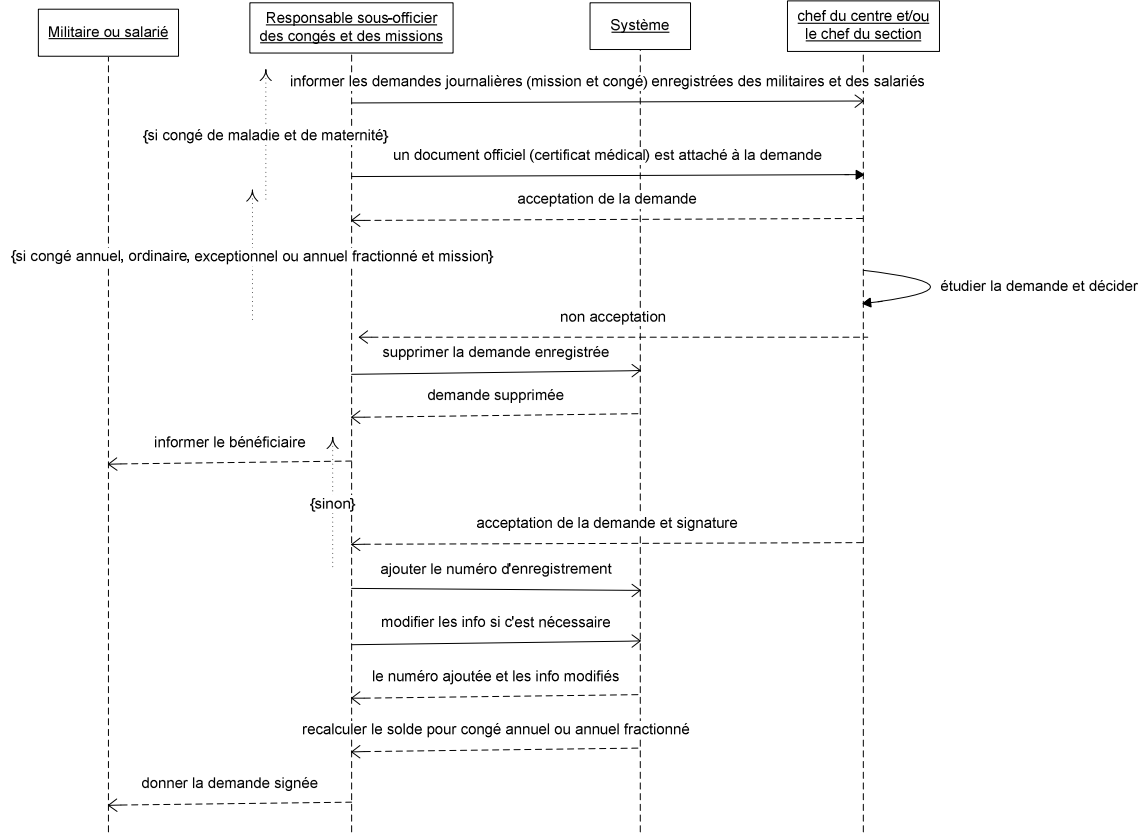 Militaire ou salarié
Responsable sous-officier
des congés et des missions
Système
chef du centre et/ou
le chef du section
informer les demandes journalières (mission et congé) enregistrées des militaires et des salariés
{si congé de maladie et de maternité}
un document officiel (certificat médical) est attaché à la demande
acceptation de la demande
{si congé annuel, ordinaire, exceptionnel ou annuel fractionné et mission}
étudier la demande et décider
non acceptation
supprimer la demande enregistrée
demande supprimée
informer le bénéficiaire
{sinon}
acceptation de la demande et signature
ajouter le numéro d'enregistrement
modifier les info si c'est nécessaire
le numéro ajoutée et les info modifiés
recalculer le solde pour congé annuel ou annuel fractionné
donner la demande signée